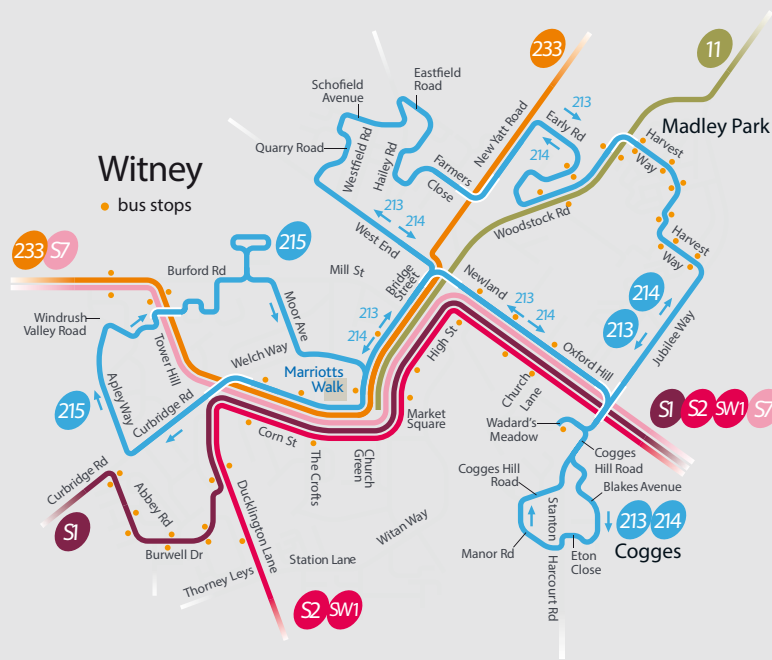 233
11
Eastfield
Road
Schofield
Avenue
213
New Yatt Road
Early Rd
Madley Park
Harvest
Way
Quarry Road
Westfield Rd
Hailey Rd
214
Farmers
Close
Witney
bus stops
213
214
Woodstock Rd
West End
233
S7
215
Harvest
Way
Burford Rd
Mill St
Bridge
Street
Newland
214
213
Windrush
Valley Road
Moor Ave
213
214
213
214
Jubilee Way
Tower Hill
Welch Way
High St
Oxford Hill
Marriotts
Walk
Apley Way
215
Curbridge Rd
Church
Lane
S1
S2
SW1
S7
Market
Square
Wadard's
Meadow
Corn St
The Crofts
Church
Green
Cogges
Hill Road
Curbridge Rd
Cogges Hill
Road
Blakes Avenue
Abbey Rd
Ducklington Lane
Stanton
Harcourt Rd
213
214
S1
Witan Way
Burwell Dr
Station Lane
Manor Rd
Eton
Close
Cogges
Thorney Leys
S2
SW1